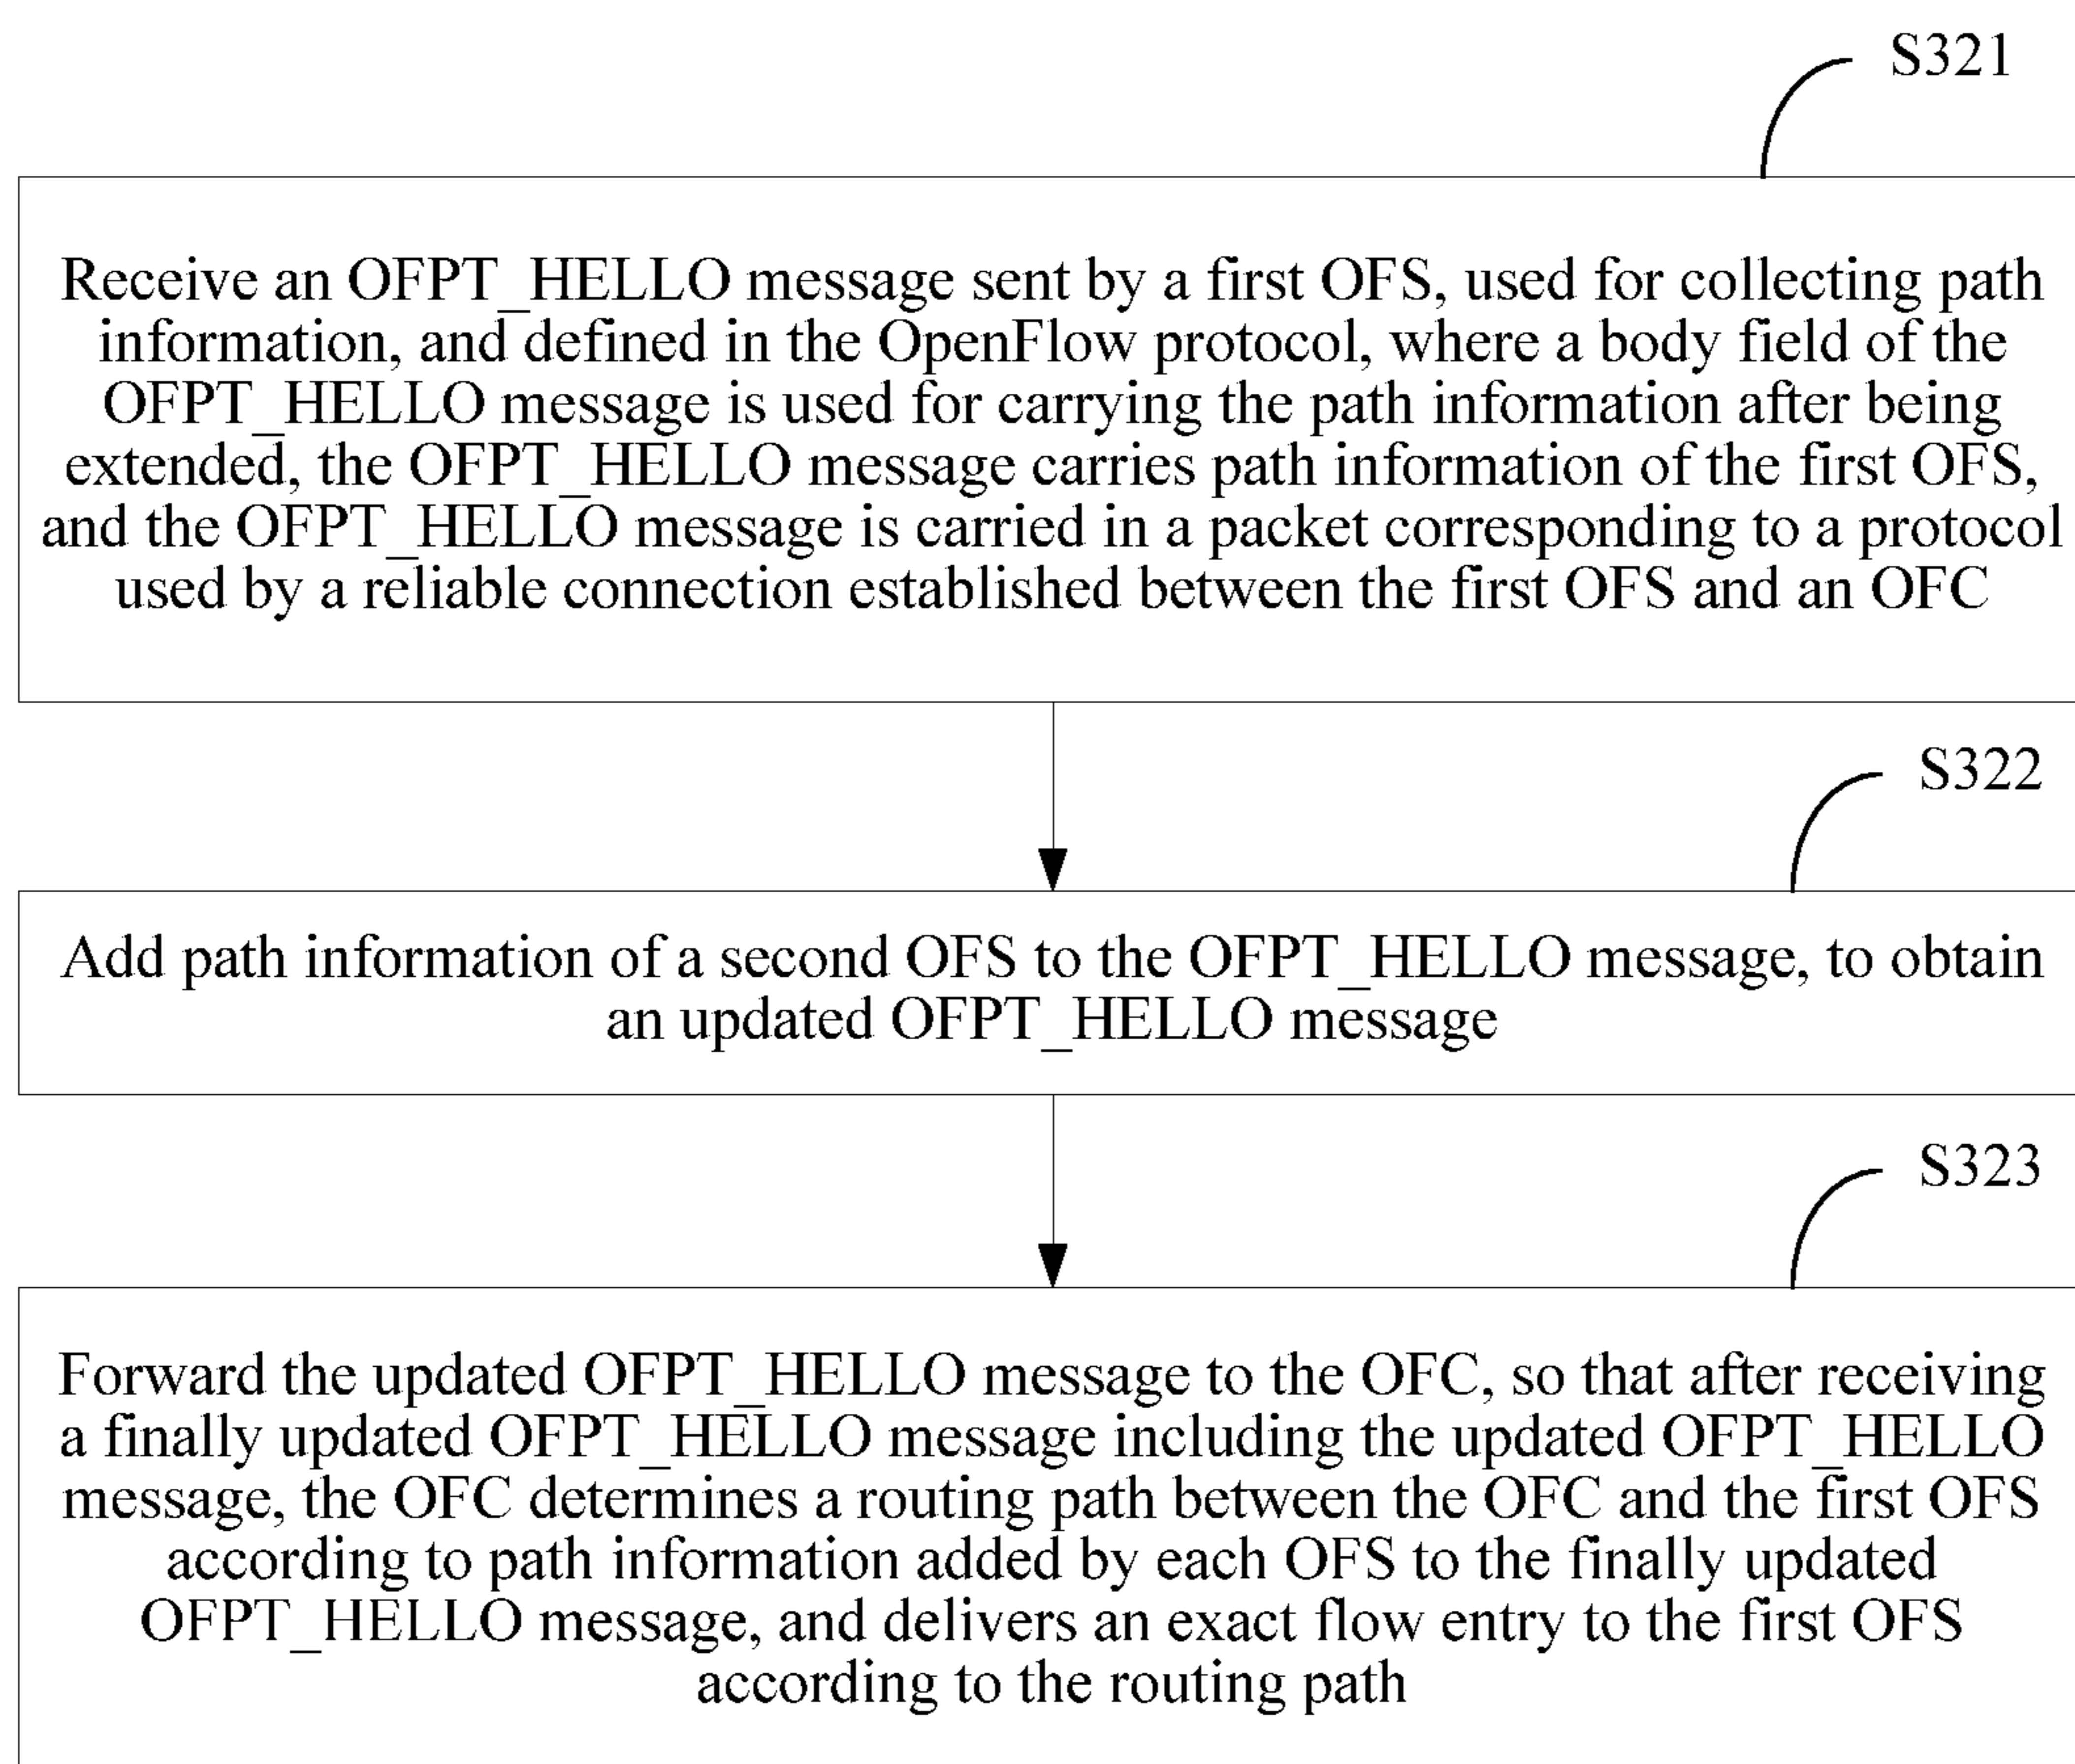 S321
Receive an OFPT_HELLO message sent by a first OFS, used for collecting path
information, and defined in the OpenFlow protocol, where a body field of the
OFPT_HELLO message is used for carrying the path information after being
extended, the OFPT_HELLO message carries path information of the first OFS,
and the OFPT_HELLO message is carried in a packet corresponding to a protocol
used by a reliable connection established between the first OFS and an OFC
S322
Add path information of a second OFS to the OFPT_HELLO message, to obtain
an updated OFPT_HELLO message
S323
Forward the updated OFPT_HELLO message to the OFC, so that after receiving
a finally updated OFPT_HELLO message including the updated OFPT_HELLO
message, the OFC determines a routing path between the OFC and the first OFS
according to path information added by each OFS to the finally updated
OFPT_HELLO message, and delivers an exact flow entry to the first OFS
according to the routing path